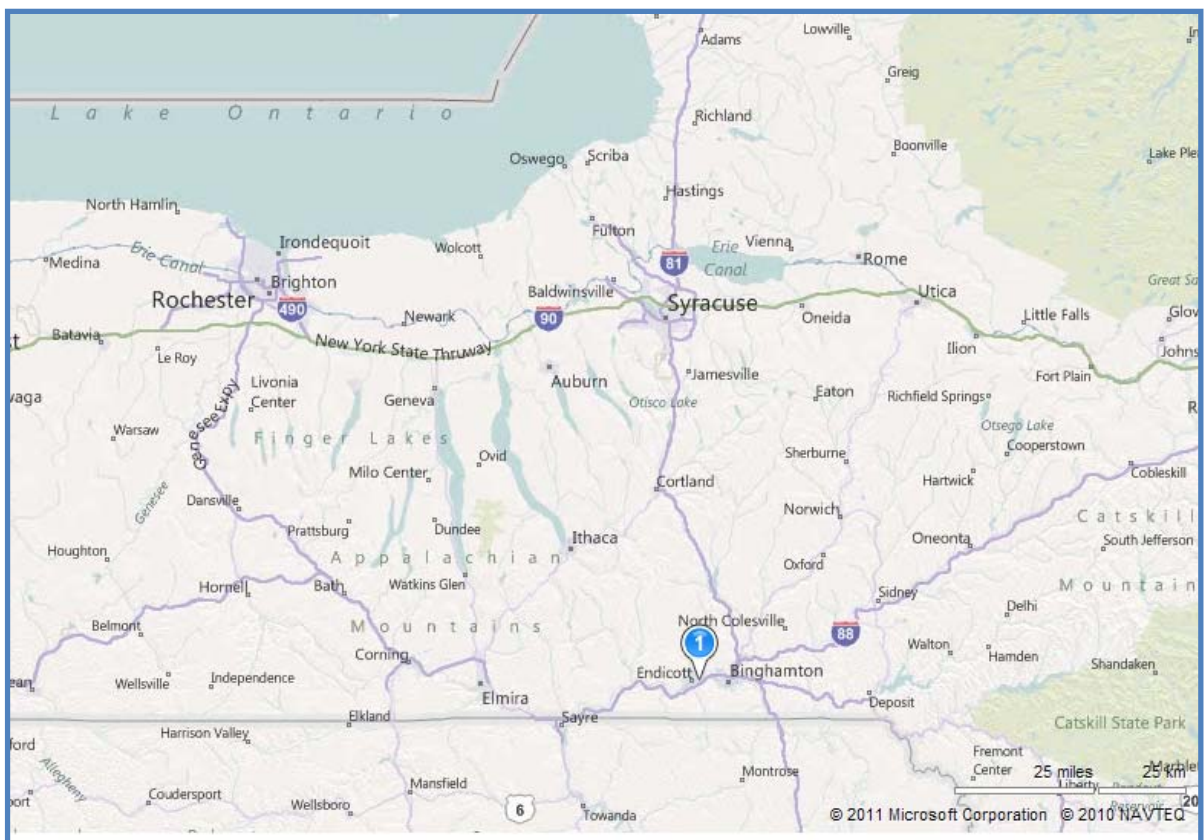 Adams
Lowville
Greig
Lake Ontario
Richland
Boonville
Oswego
Scriba
Lake Ple
Hastings
North Hamlin
Fulton
Irondequoit
Wolcott
Erie Canal
Vienna
Erie
Canal
Rome
Medina
81
Brighton
Great Sa
Rochester
490
Baldwinsville
Syracuse
Utica
Newark
90
Oneida
Little Falls
Glov
Batavia
New York State Thruway
Ilion
Johns
Le Roy
Auburn
Jamesville
Fort Plain
Livonia
Center
Geneva
Eaton
Richfield Springs
Otisco Lake
Genesee Expy
Warsaw
Finger Lakes
Otsego Lake
Cooperstown
Ovid
Sherburne
Milo Center
Cortland
Hartwick
Cobleskill
Genesee
Dansville
Norwich
Prattsburg
Dundee
Ithaca
Oneonta
Catskill
South Jefferson
Houghton
Appalachian
Oxford
Hornell
Bath
Watkins Glen
Sidney
Mountain
Delhi
Belmont
Mountains
North Colesville
88
Walton
Hamden
1
Corning
Shandaken
Wellsville
Independence
Endicott
Binghamton
Elmira
Deposit
Elkland
Sayre
Catskill State Park
Harrison Valley
Fremont
Center
Allegheny
Mansfield
Montrose
25 miles
25 km
Liberty
Coudersport
Wellsboro
6
Towanda
Reservoir
20
© 2011 Microsoft Corporation © 2010 NAVTEQ